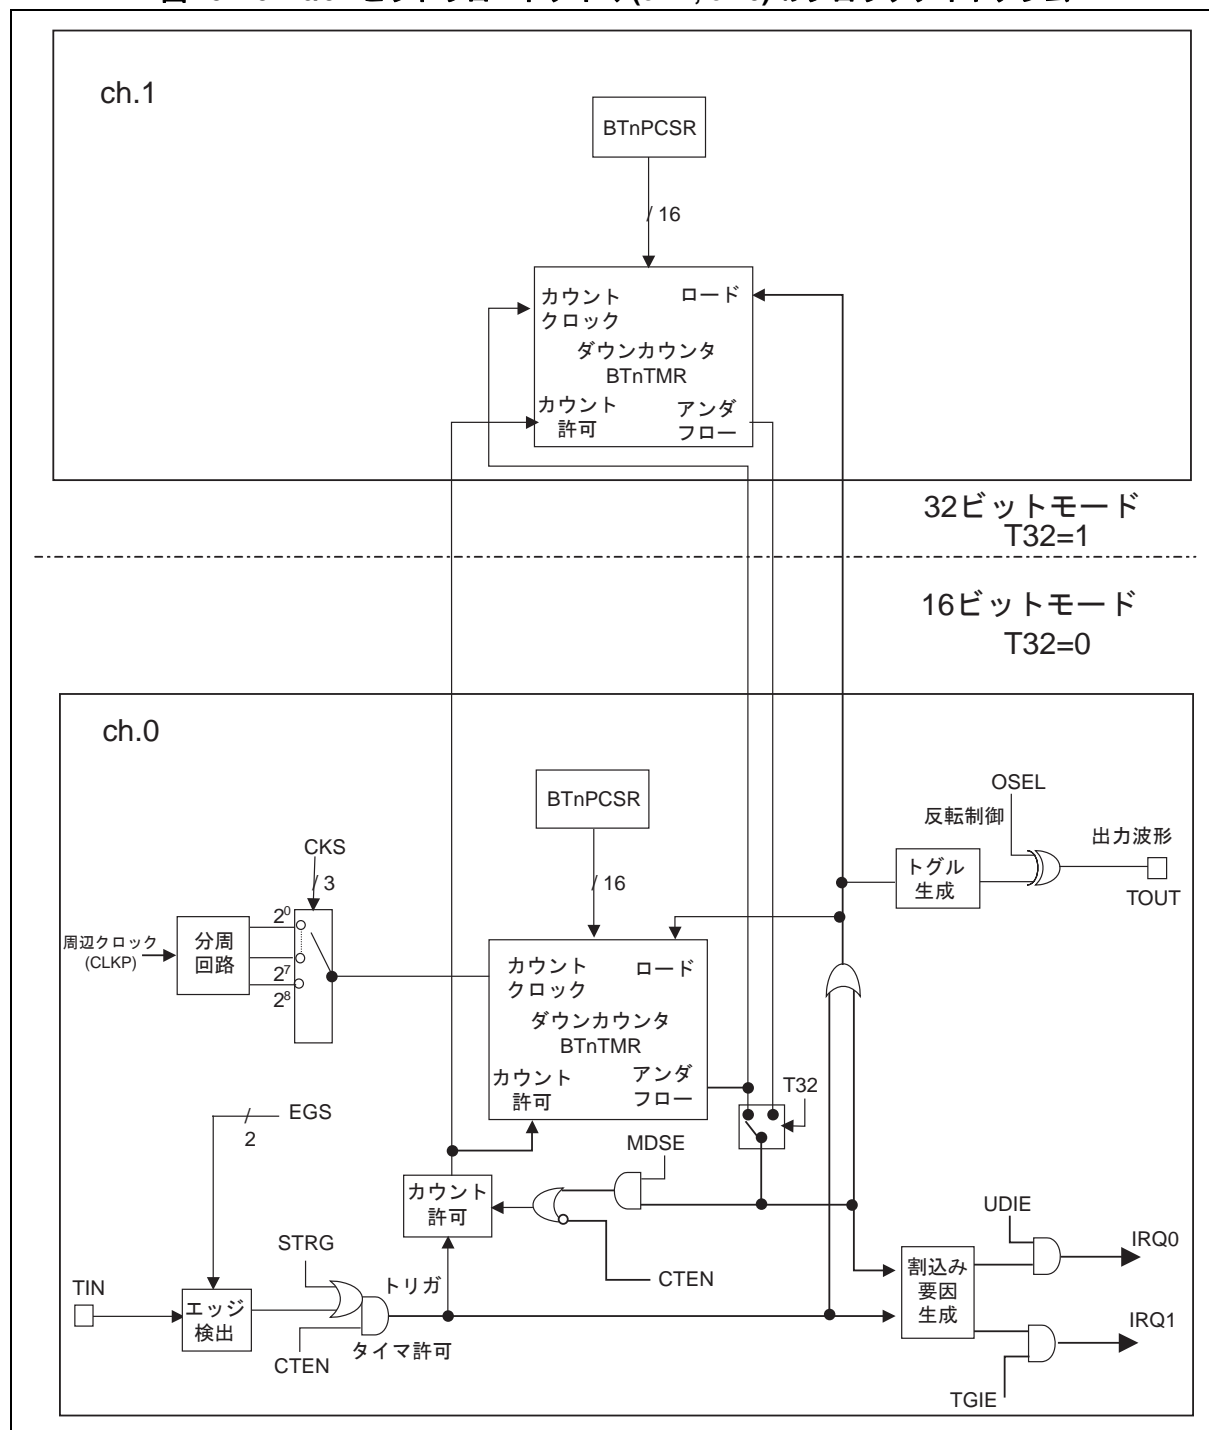 ch.1
BTnPCSR
16
カウント
クロック
ロード
ダウンカウンタ
BTnTMR
カウント
許可
アンダ
フロー
32ビットモード
T32=1
16ビットモード
T32=0
ch.0
OSEL
BTnPCSR
反転制御
出力波形
CKS
3
16
トグル
生成
TOUT
2⁰
周辺クロック
(CLKP)
分周
回路
2⁷
2⁸
カウント
クロック
ロード
ダウンカウンタ
BTnTMR
カウント
許可
アンダ
フロー
T32
EGS
2
MDSE
カウント
許可
UDIE
STRG
CTEN
IRQ0
TIN
トリガ
エッジ
検出
割込み
要因
生成
IRQ1
CTEN
タイマ許可
TGIE